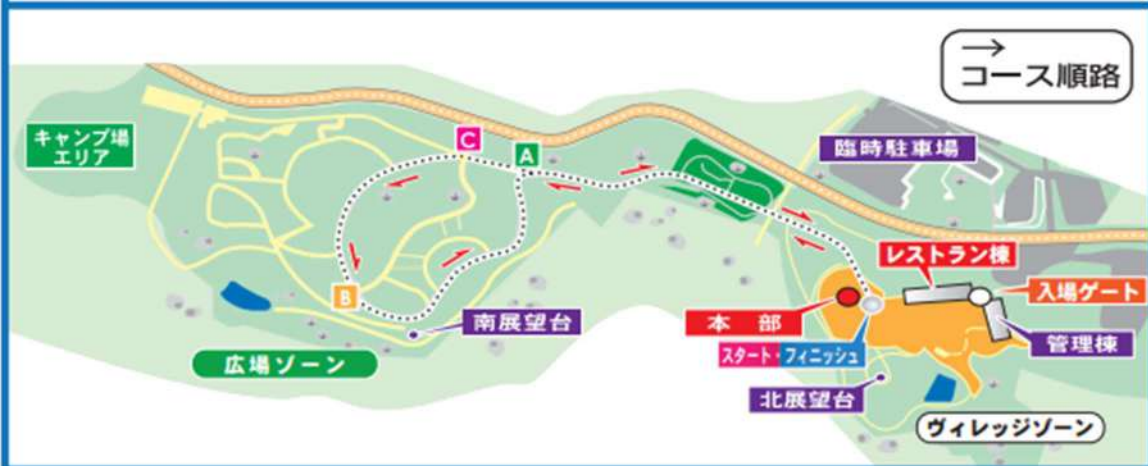 →
コース順路
キャンプ場
エリア
C
A
臨時駐車場
レストラン棟
入場ゲート
B
南展望台
本部
管理棟
スタート・フィニッシュ
広場ゾーン
北展望台
ヴィレッジゾーン